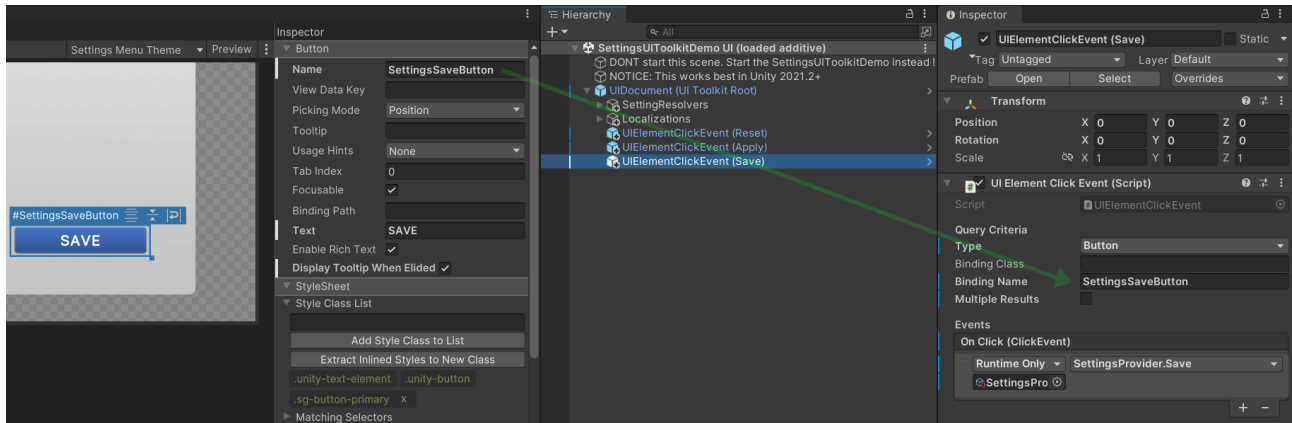 Settings Menu Theme
Preview
#SettingsSaveButton
SAVE
Inspector
Button
Name SettingsSaveButton
View Data Key
Picking Mode Position
Tooltip
Usage Hints None
Tab Index 0
Focusable
Binding Path
Text SAVE
Enable Rich Text
Display Tooltip When Elided
StyleSheet
Style Class List
Add Style Class to List
Extract Inlined Styles to New Class
.unity-text-element .unity-button
.sg-button-primary x
Matching Selectors
Hierarchy
All
SettingsUIToolkitDemo UI (loaded additive)
DONT start this scene. Start the SettingsUIToolkitDemo instead !
NOTICE: This works best in Unity 2021.2+
UIDocument (UI Toolkit Root)
SettingResolvers
Localizations
UIElementClickEvent (Reset)
UIElementClickEvent (Apply)
UIElementClickEvent (Save)
Inspector
UIElementClickEvent (Save) Static
Tag Untagged Layer Default
Prefab Open Select Overrides
Transform
Position X 0 Y 0 Z 0
Rotation X 0 Y 0 Z 0
Scale X 1 Y 1 Z 1
UI Element Click Event (Script)
Script UIElementClickEvent
Query Criteria
Type Button
Binding Class
Binding Name SettingsSaveButton
Multiple Results
Events
On Click (ClickEvent)
Runtime Only SettingsProvider.Save
SettingsPro
+ −